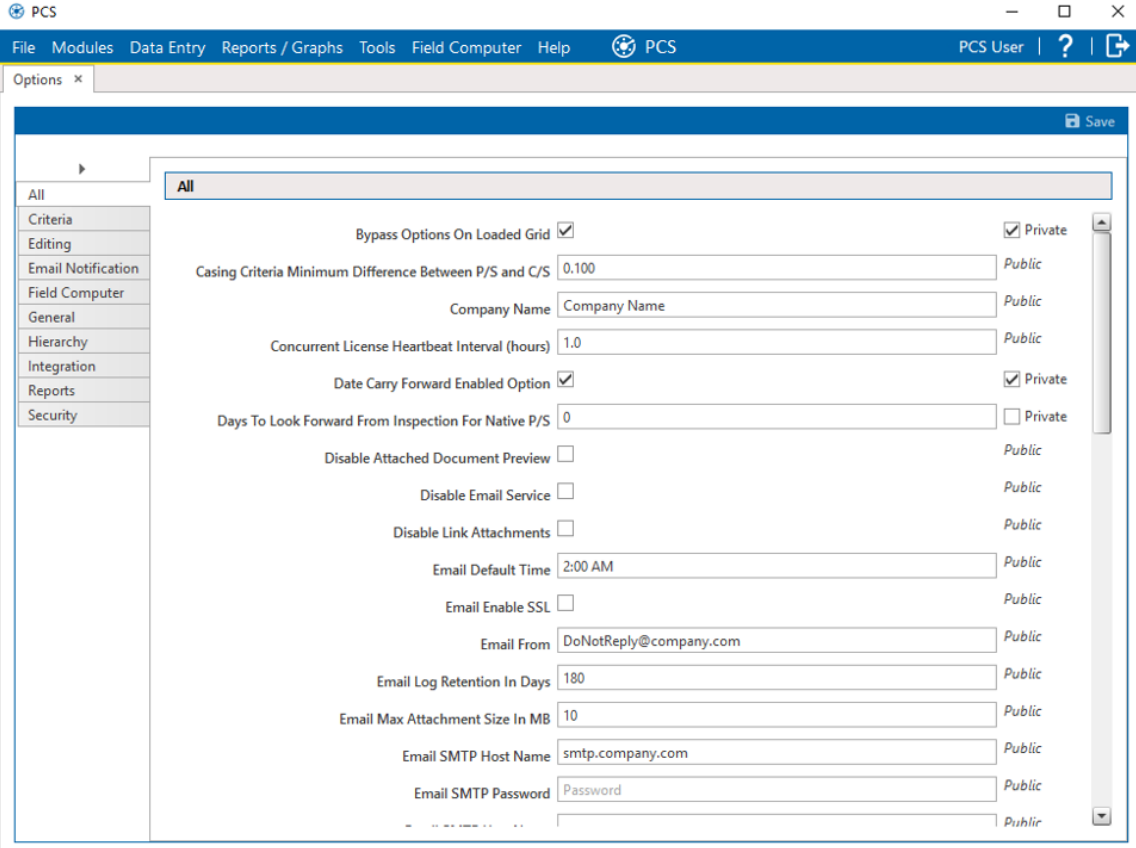 PCS
File Modules Data Entry Reports / Graphs Tools Field Computer Help PCS PCS User ?
Options ×
Save
All
Criteria
Editing
Email Notification
Field Computer
General
Hierarchy
Integration
Reports
Security
All
Bypass Options On Loaded Grid Private
Casing Criteria Minimum Difference Between P/S and C/S 0.100 Public
Company Name Company Name Public
Concurrent License Heartbeat Interval (hours) 1.0 Public
Date Carry Forward Enabled Option Private
Days To Look Forward From Inspection For Native P/S 0 Private
Disable Attached Document Preview Public
Disable Email Service Public
Disable Link Attachments Public
Email Default Time 2:00 AM Public
Email Enable SSL Public
Email From DoNotReply@company.com Public
Email Log Retention In Days 180 Public
Email Max Attachment Size In MB 10 Public
Email SMTP Host Name smtp.company.com Public
Email SMTP Password Password Public
Public